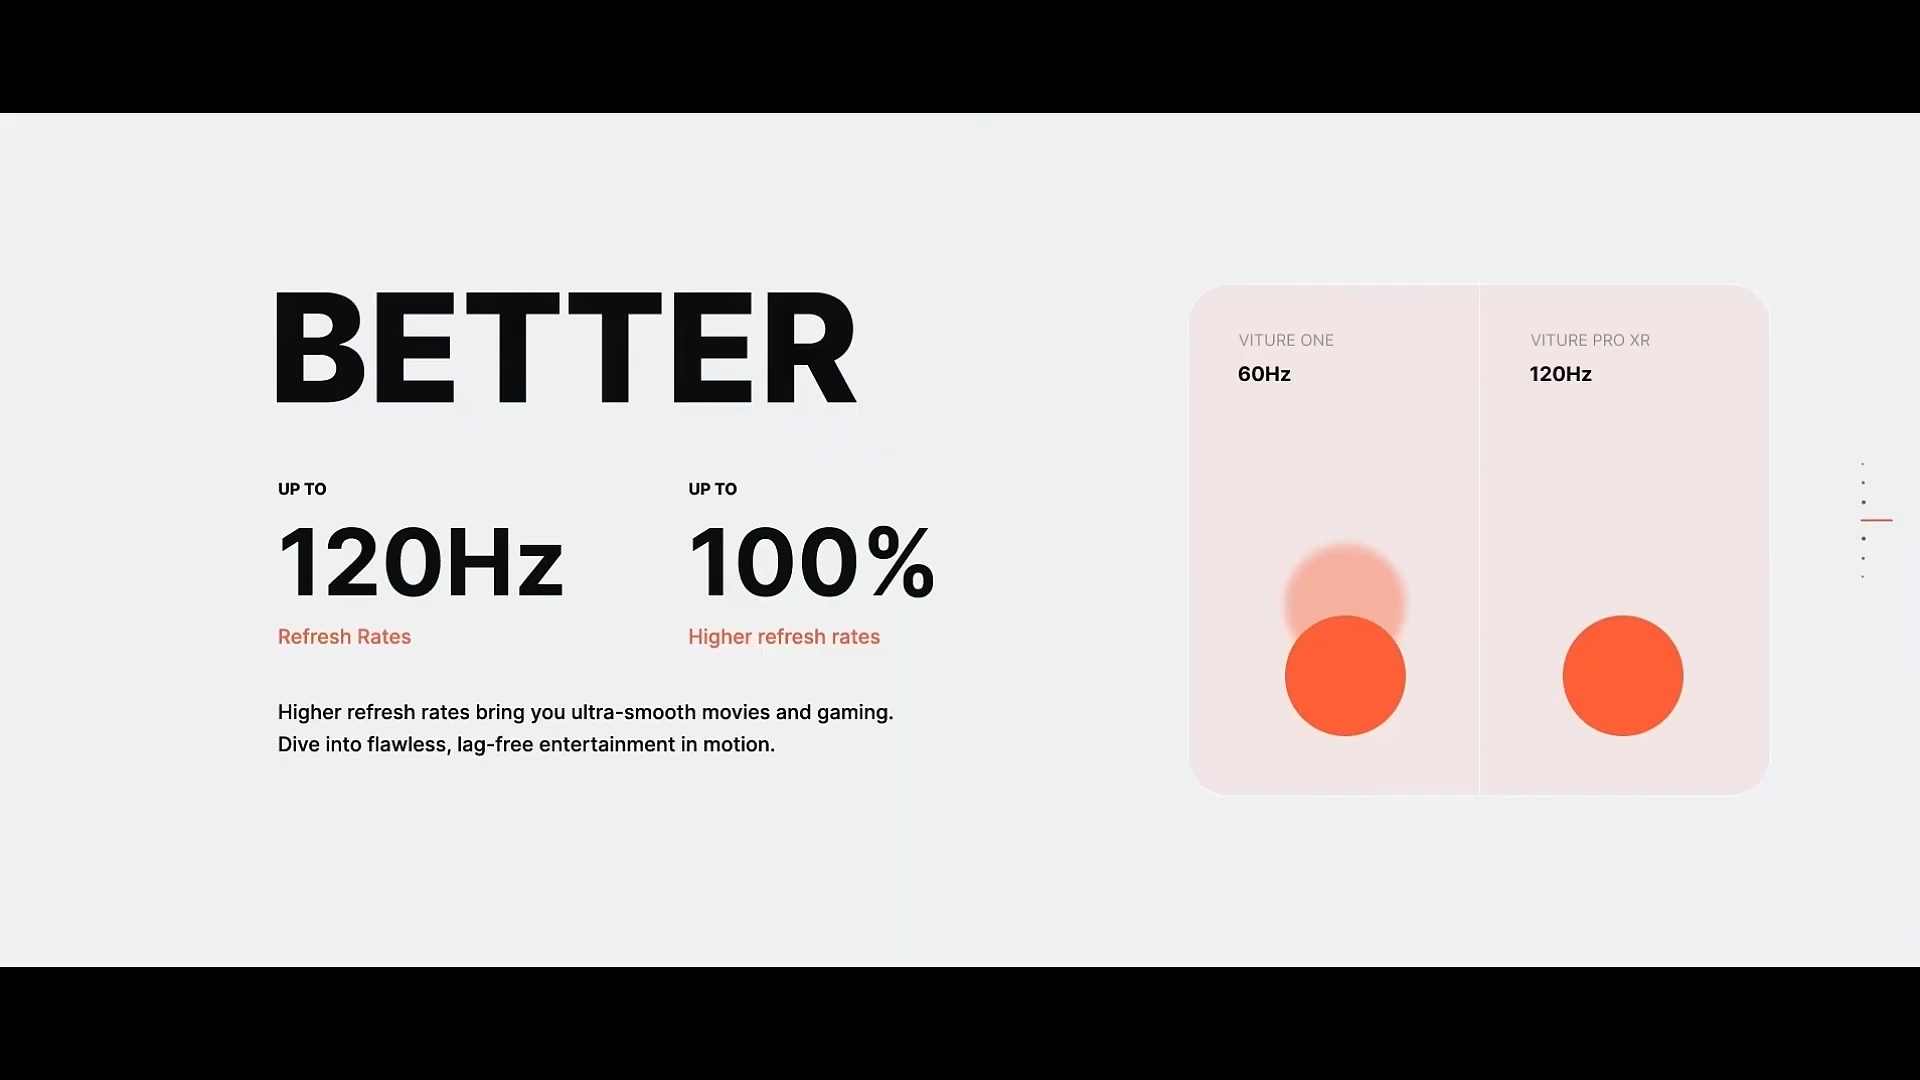 BETTER
UP TO
120Hz
Refresh Rates
UP TO
100%
Higher refresh rates
Higher refresh rates bring you ultra-smooth movies and gaming.
Dive into flawless, lag-free entertainment in motion.
VITURE ONE
60Hz
VITURE PRO XR
120Hz